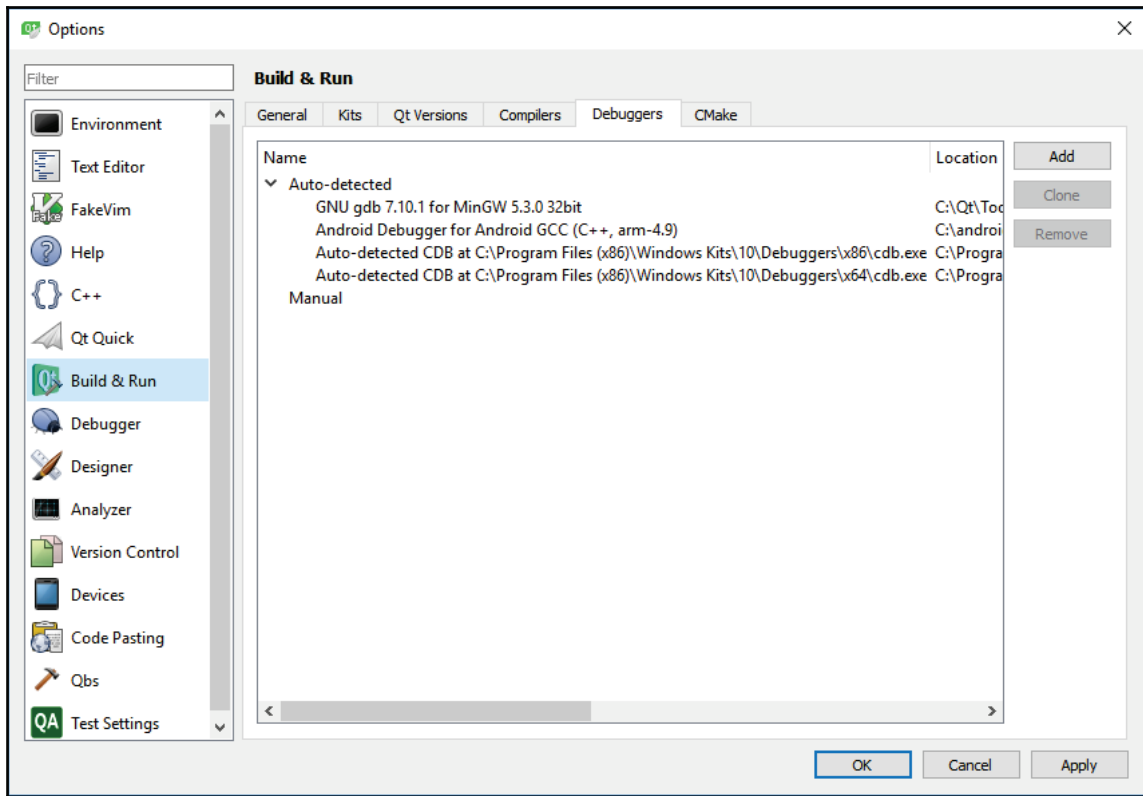 Options
Filter
Build & Run
Environment
Text Editor
FakeVim
Help
C++
Qt Quick
Build & Run
Debugger
Designer
Analyzer
Version Control
Devices
Code Pasting
Qbs
QA Test Settings
General Kits Qt Versions Compilers Debuggers CMake
Name Location
Auto-detected
GNU gdb 7.10.1 for MinGW 5.3.0 32bit C:\Qt\Too
Android Debugger for Android GCC (C++, arm-4.9) C:\androi
Auto-detected CDB at C:\Program Files (x86)\Windows Kits\10\Debuggers\x86\cdb.exe C:\Progra
Auto-detected CDB at C:\Program Files (x86)\Windows Kits\10\Debuggers\x64\cdb.exe C:\Progra
Manual
Add
Clone
Remove
OK Cancel Apply